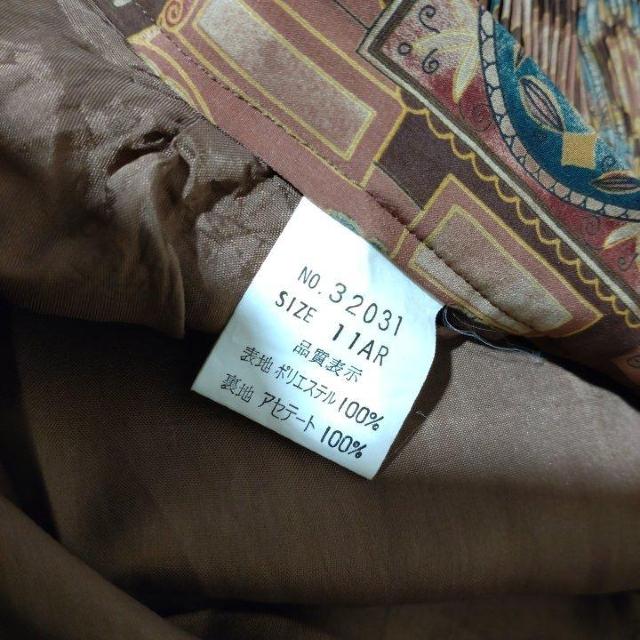 NO. 32031
SIZE 11AR
品質表示
表地 ポリエステル100%
裏地 アセテート100%